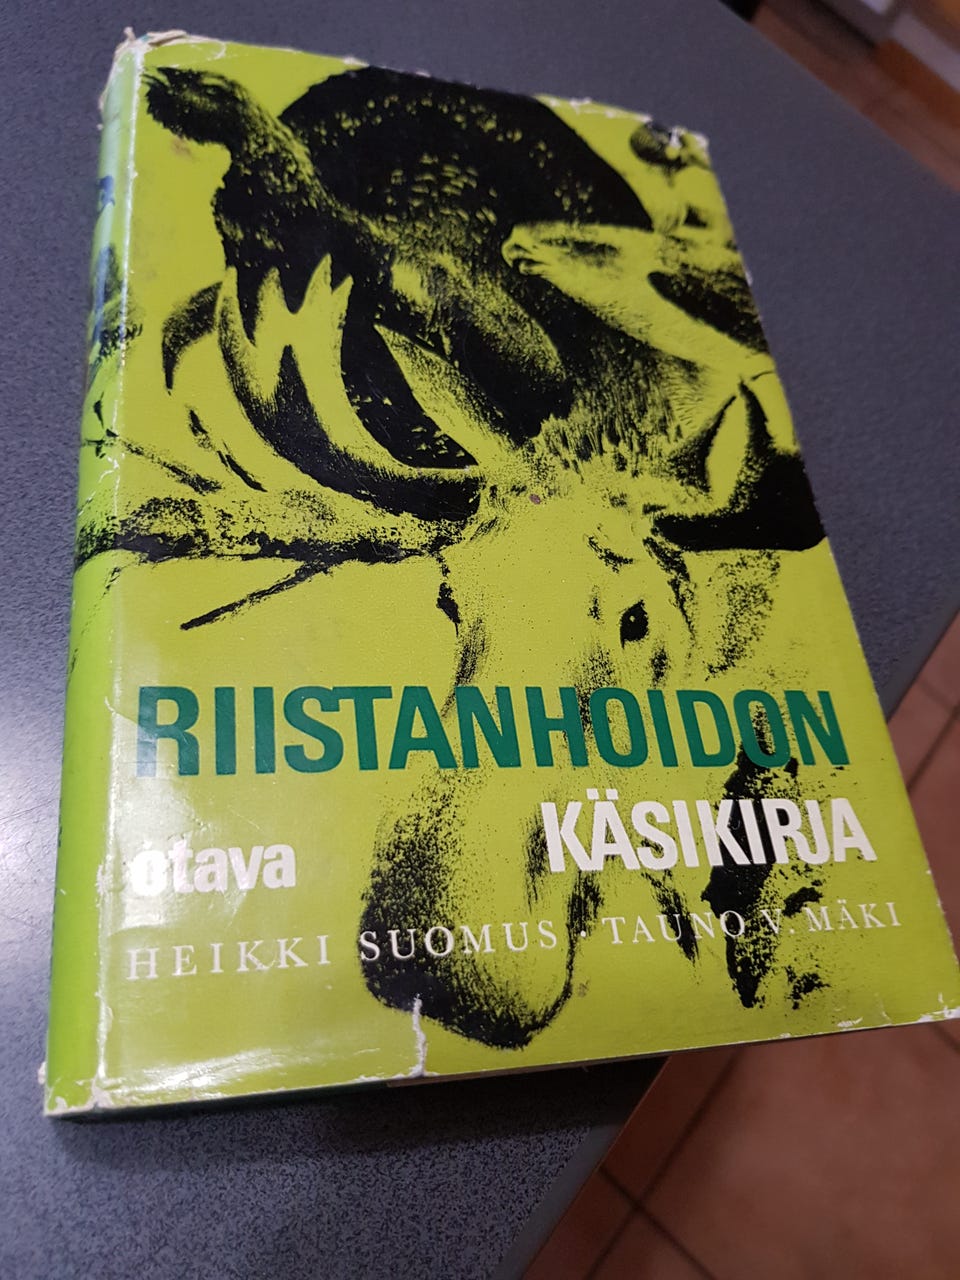 RIISTANHOIDON
KÄSIKIRJA
otava
HEIKKI SUOMUS · TAUNO V. MÄKI